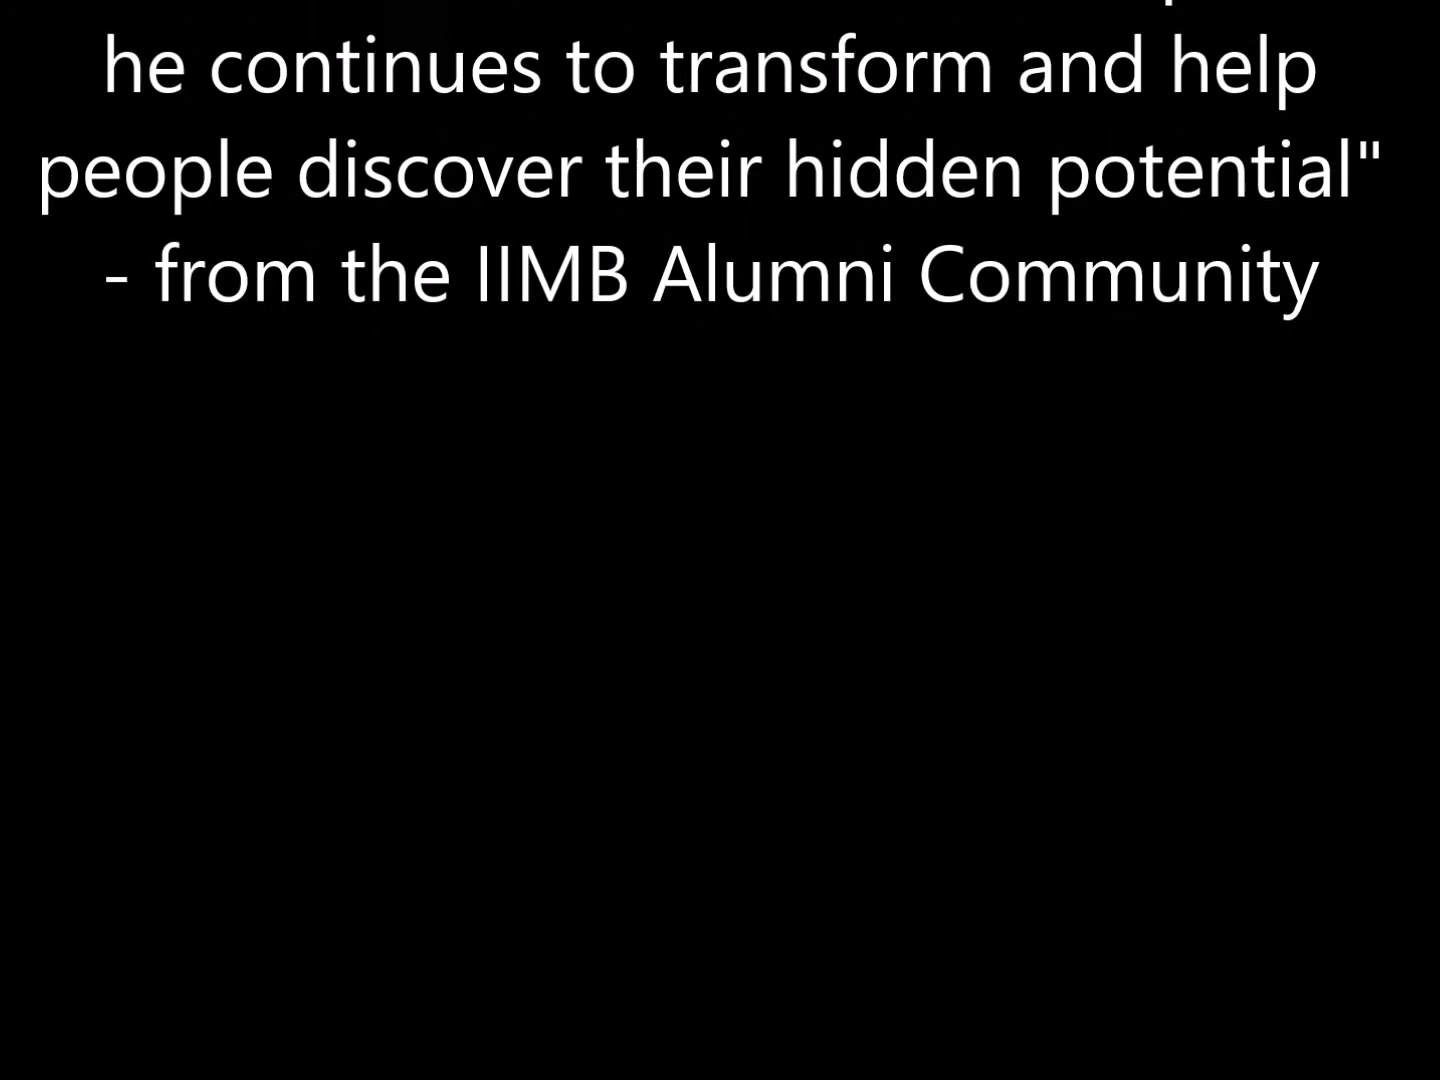 he continues to transform and help
people discover their hidden potential"
- from the IIMB Alumni Community